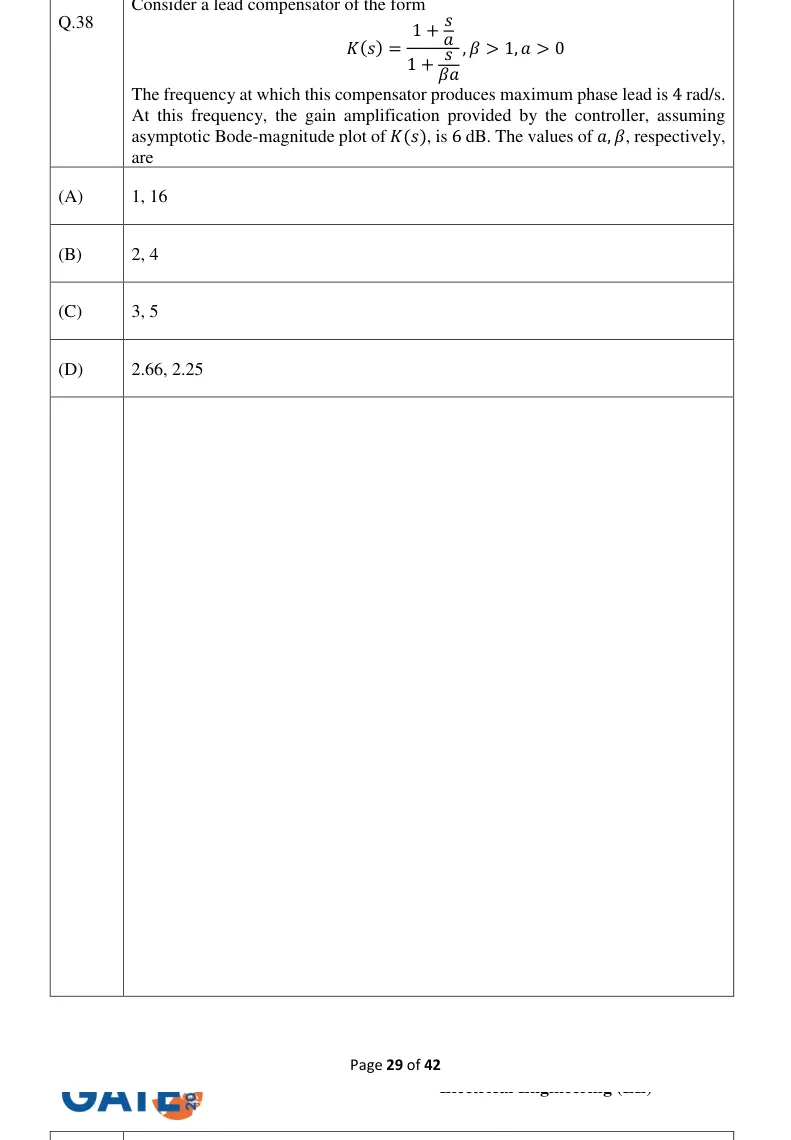 Consider a lead compensator of the form
Q.38
K(s) = (1 + s/a) / (1 + s/(βa)) , β > 1, a > 0
The frequency at which this compensator produces maximum phase lead is 4 rad/s.
At this frequency, the gain amplification provided by the controller, assuming
asymptotic Bode-magnitude plot of K(s), is 6 dB. The values of a, β, respectively,
are
(A) 1, 16
(B) 2, 4
(C) 3, 5
(D) 2.66, 2.25
Page 29 of 42
GATE 20